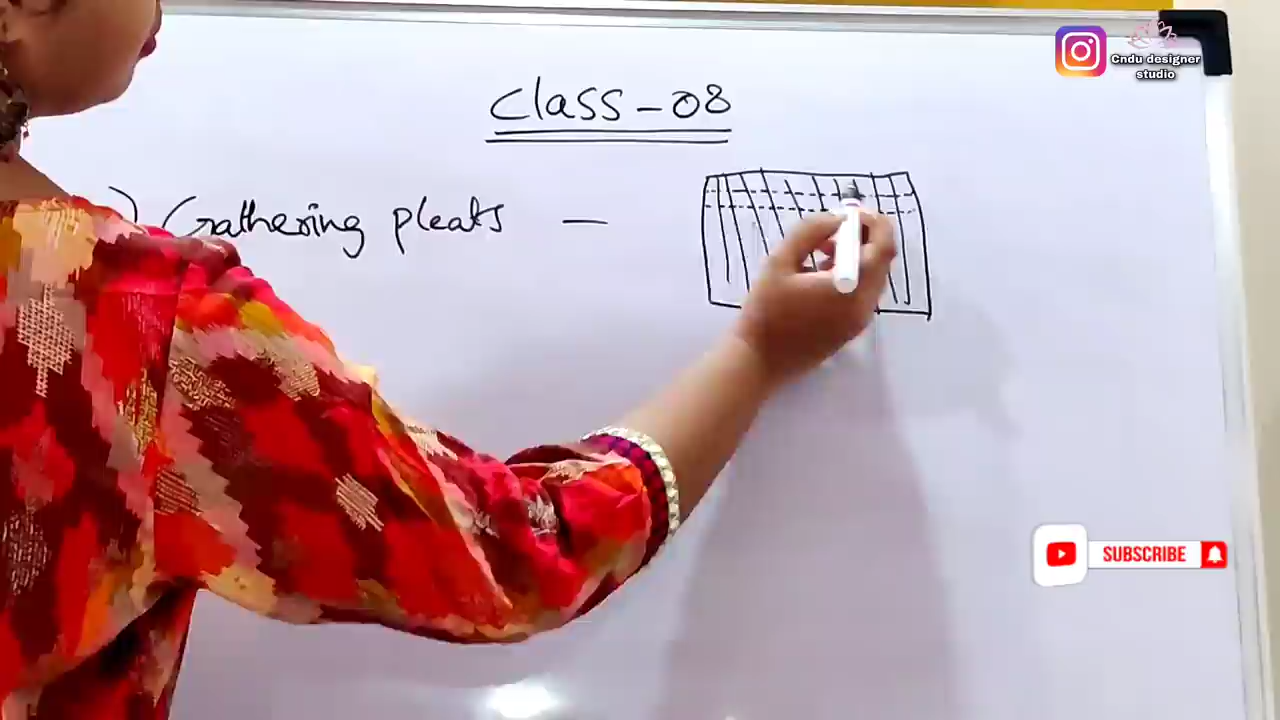 Cndu designer
studio
Class - 08
) Gathering pleats —
SUBSCRIBE